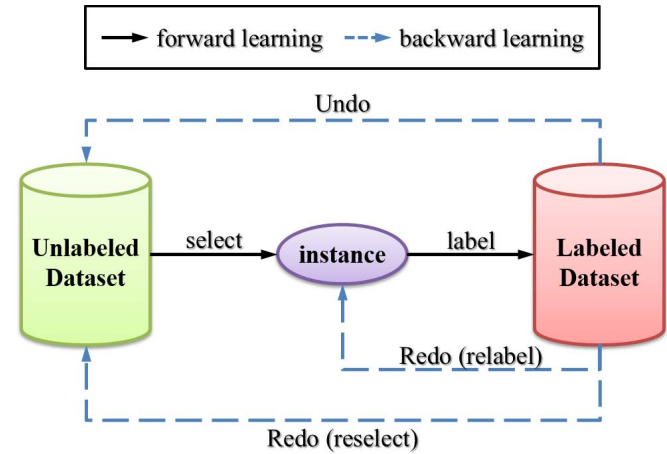 forward learning
backward learning
Undo
select
label
Unlabeled
Dataset
instance
Labeled
Dataset
Redo (relabel)
Redo (reselect)